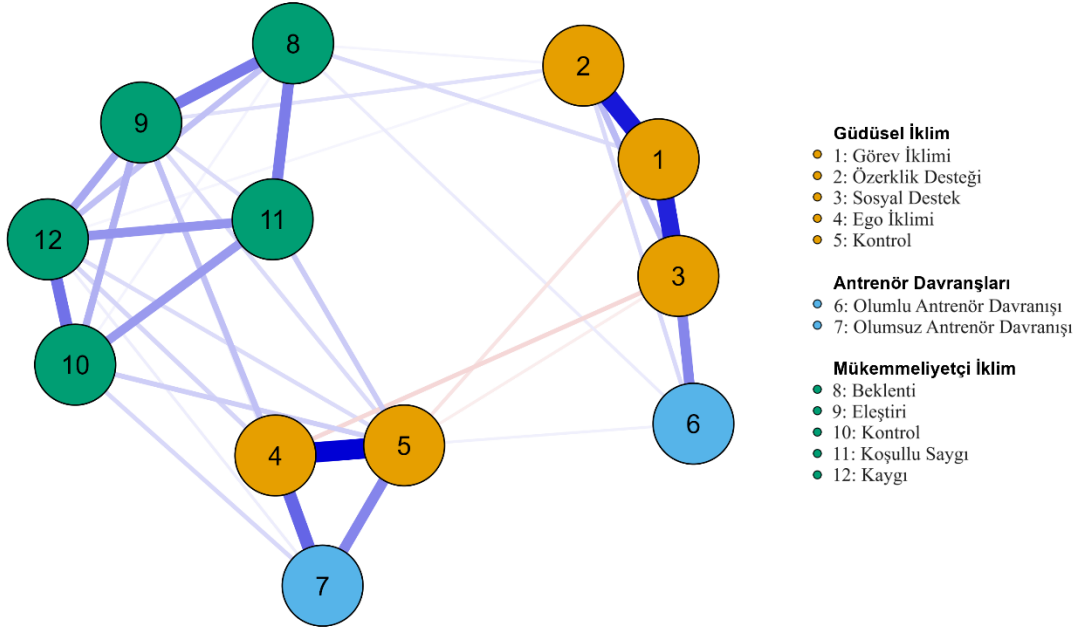 8
2
9
1
11
12
3
10
6
5
4
7
Güdüsel İklim
1: Görev İklimi
2: Özerklik Desteği
3: Sosyal Destek
4: Ego İklimi
5: Kontrol
Antrenör Davranşları
6: Olumlu Antrenör Davranışı
7: Olumsuz Antrenör Davranışı
Mükemmeliyetçi İklim
8: Beklenti
9: Eleştiri
10: Kontrol
11: Koşullu Saygı
12: Kaygı